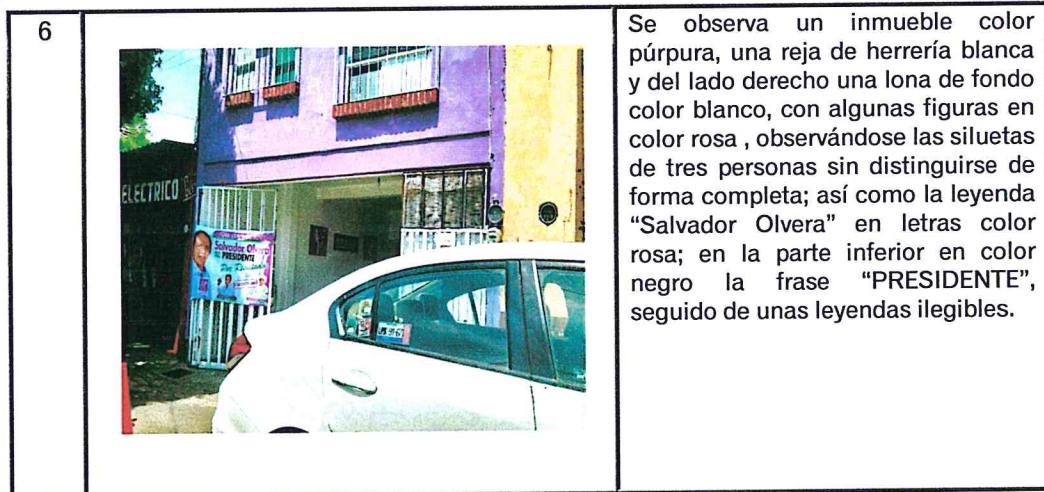 6
Se observa un inmueble color
púrpura, una reja de herrería blanca
y del lado derecho una lona de fondo
color blanco, con algunas figuras en
color rosa , observándose las siluetas
de tres personas sin distinguirse de
forma completa; así como la leyenda
“Salvador Olvera” en letras color
rosa; en la parte inferior en color
negro la frase “PRESIDENTE”,
seguido de unas leyendas ilegibles.
ELECTRICO
Salvador Olvera
PRESIDENTE